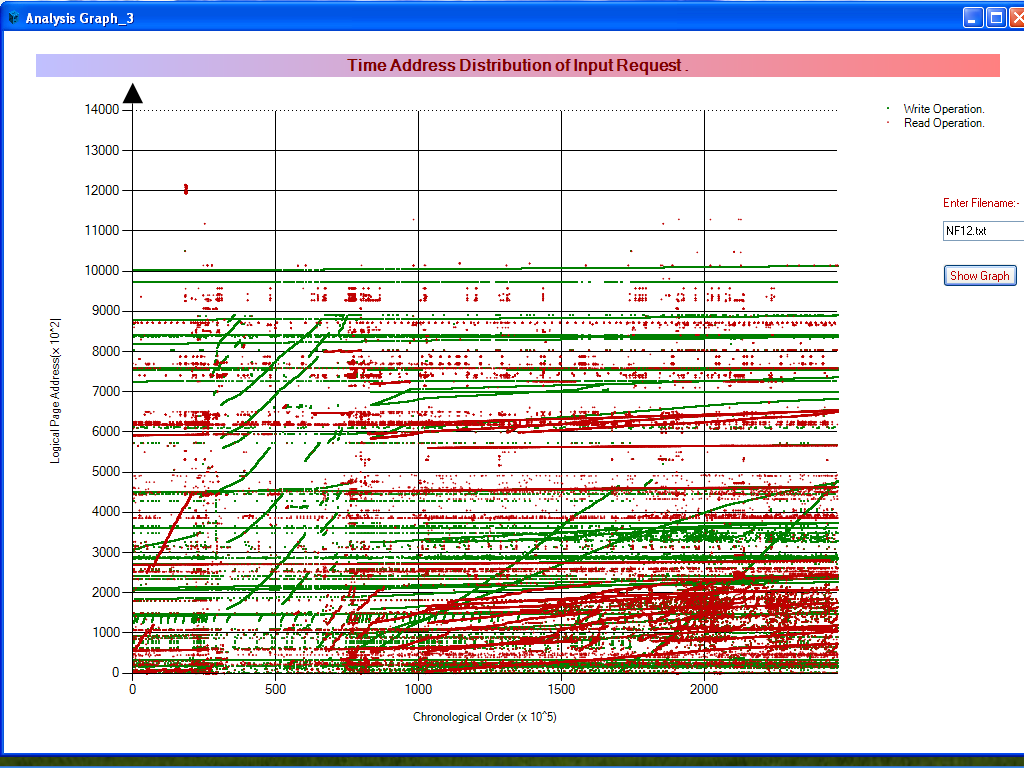 Analysis Graph_3
Time Address Distribution of Input Request .
14000
13000
12000
11000
10000
9000
8000
7000
6000
5000
4000
3000
2000
1000
0
Logical Page Address[x 10^2]
0 500 1000 1500 2000
Chronological Order (x 10^5)
Write Operation.
Read Operation.
Enter Filename:-
NF12.txt
Show Graph